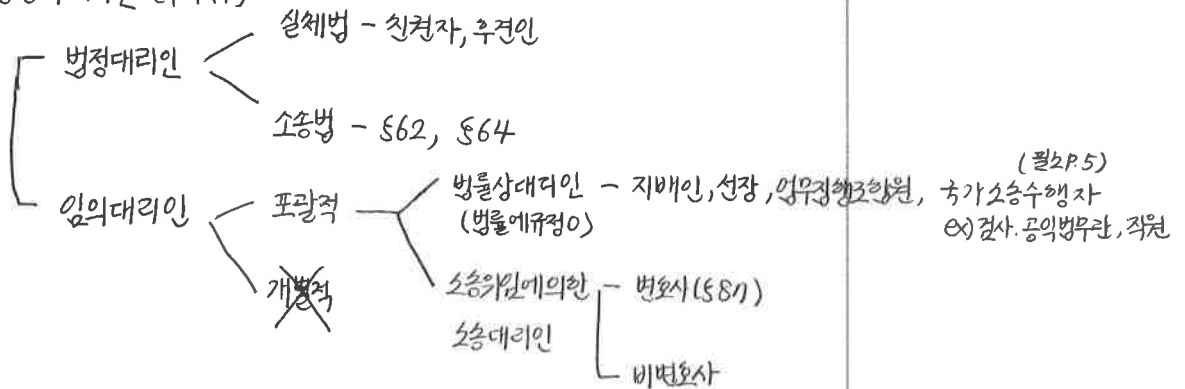 실체법 - 친권자, 후견인
법정대리인
소송법 - §62, §64
(필2P.5)
임의대리인 포괄적 법률상대리인 - 지배인, 선장, 업무집행조합원, 국가소송수행자
(법률에규정O) ex) 검사. 공익법무관, 직원
개별적 소송위임에의한 - 변호사(§87)
소송대리인
비변호사